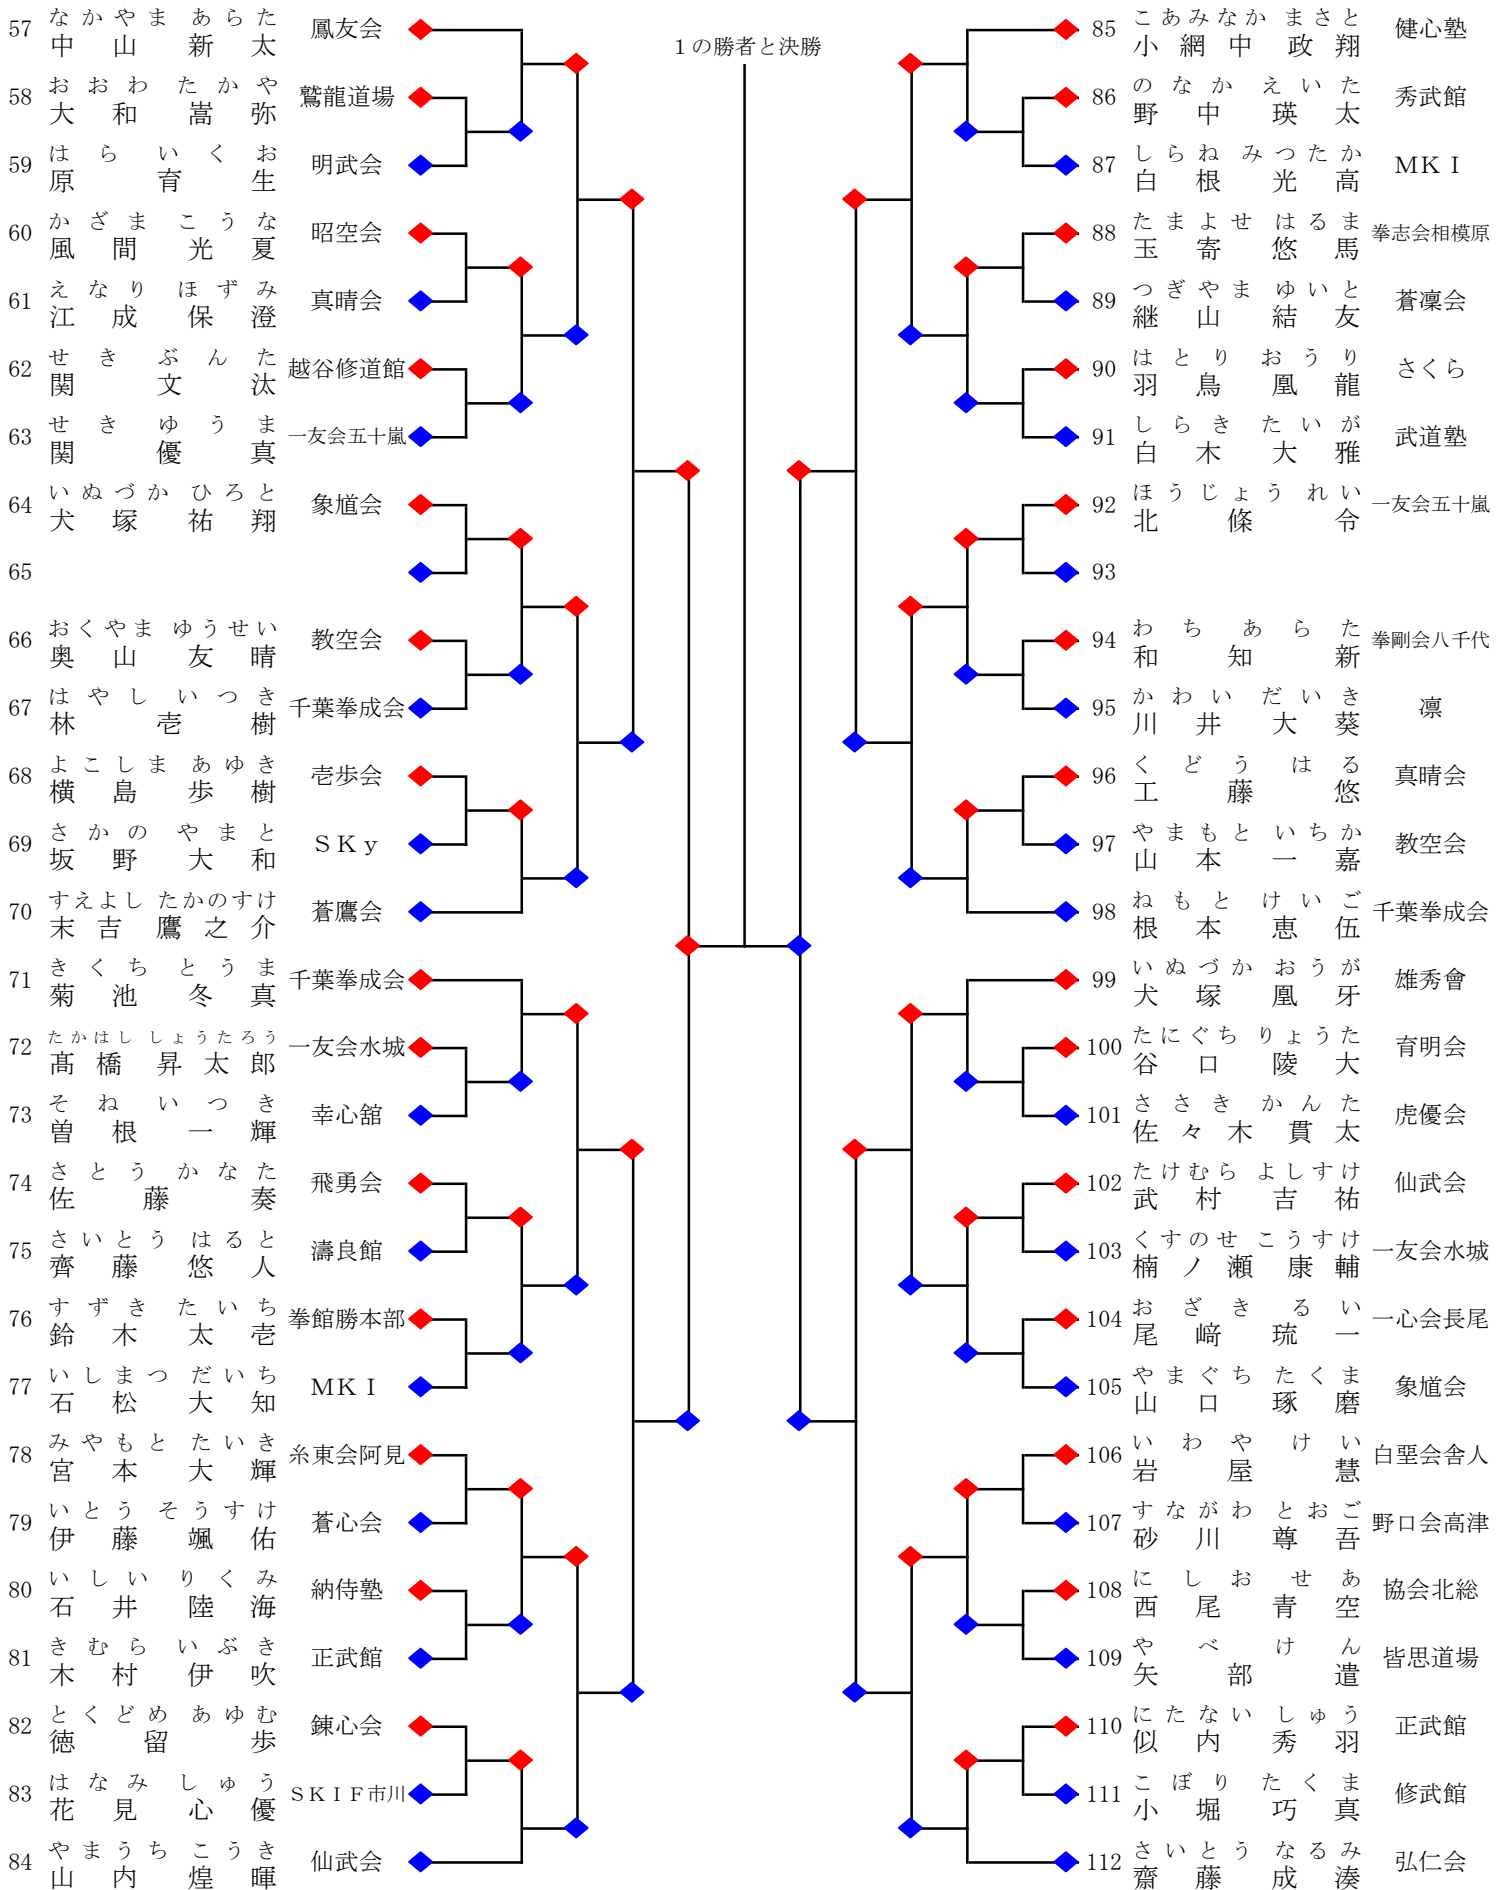 １の勝者と決勝
なかやま あらた
57 中山 新太 鳳友会
おおわ たかや
58 大和 嵩弥 鷲龍道場
はら いくお
59 原 育生 明武会
かざま こうな
60 風間 光夏 昭空会
えなり ほずみ
61 江成 保澄 真晴会
せき ぶんた
62 関 文汰 越谷修道館
せき ゆうま
63 関 優真 一友会五十嵐
いぬづか ひろと
64 犬塚 祐翔 象道会
65
おくやま ゆうせい
66 奥山 友晴 教空会
はやし いつき
67 林 壱樹 千葉拳成会
よこしま あゆき
68 横島 歩樹 壱歩会
さかの やまと
69 坂野 大和 ＳＫｙ
すえよし たかのすけ
70 末吉 鷹之介 蒼鷹会
きくち とうま
71 菊池 冬真 千葉拳成会
たかはし しょうたろう
72 髙橋 昇太郎 一友会水城
そね いつき
73 曽根 一輝 幸心舘
さとう かなた
74 佐藤 奏 飛勇会
さいとう はると
75 齊藤 悠人 濤良館
すずき たいち
76 鈴木 太壱 拳館勝本部
いしまつ だいち
77 石松 大知 ＭＫＩ
みやもと たいき
78 宮本 大輝 糸東会阿見
いとう そうすけ
79 伊藤 颯佑 蒼心会
いしい りくみ
80 石井 陸海 納侍塾
きむら いぶき
81 木村 伊吹 正武館
とくどめ あゆむ
82 徳留 歩 錬心会
はなみ しゅう
83 花見 心優 ＳＫＩＦ市川
やまうち こうき
84 山内 煌暉 仙武会
こあみなか まさと
85 小網中 政翔 健心塾
のなか えいた
86 野中 瑛太 秀武館
しらね みつたか
87 白根 光高 ＭＫＩ
たまよせ はるま
88 玉寄 悠馬 拳志会相模原
つぎやま ゆいと
89 継山 結友 蒼凜会
はとり おうり
90 羽鳥 凰龍 さくら
しらき たいが
91 白木 大雅 武道塾
ほうじょう れい
92 北條 令 一友会五十嵐
93
わち あらた
94 和知 新 拳剛会八千代
かわい だいき
95 川井 大葵 凛
くどう はる
96 工藤 悠 真晴会
やまもと いちか
97 山本 一嘉 教空会
ねもと けいご
98 根本 恵伍 千葉拳成会
いぬづか おうが
99 犬塚 凰牙 雄秀會
たにぐち りょうた
100 谷口 陵大 育明会
ささき かんた
101 佐々木 貫太 虎優会
たけむら よしすけ
102 武村 吉祐 仙武会
くすのせ こうすけ
103 楠ノ瀬 康輔 一友会水城
おざき るい
104 尾﨑 琉一 一心会長尾
やまぐち たくま
105 山口 琢磨 象道会
いわや けい
106 岩屋 慧 白堊会舎人
すながわ とおご
107 砂川 尊吾 野口会高津
にしお せあ
108 西尾 青空 協会北総
やべ けん
109 矢部 遣 皆思道場
にたない しゅう
110 似内 秀羽 正武館
こぼり たくま
111 小堀 巧真 修武館
さいとう なるみ
112 齋藤 成湊 弘仁会